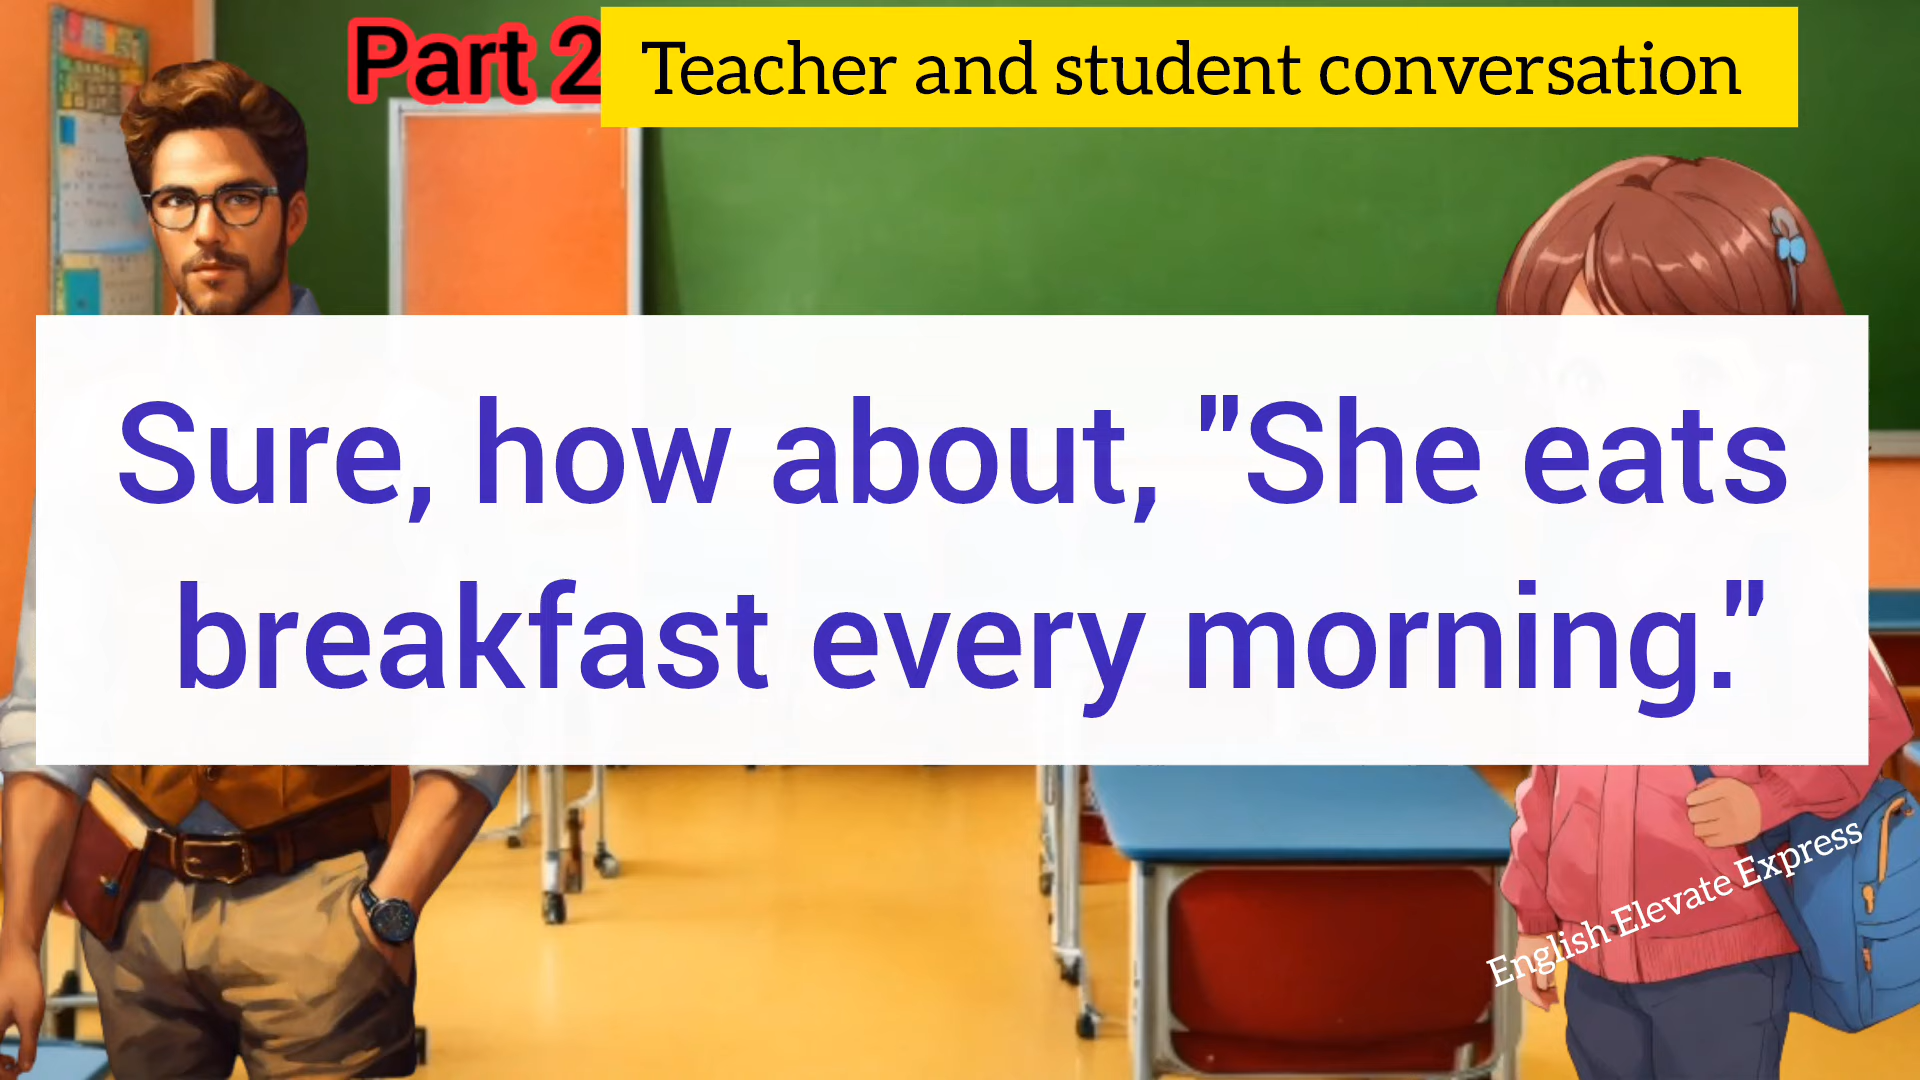 Part 2
Teacher and student conversation
Sure, how about, "She eats
breakfast every morning."
English Elevate Express